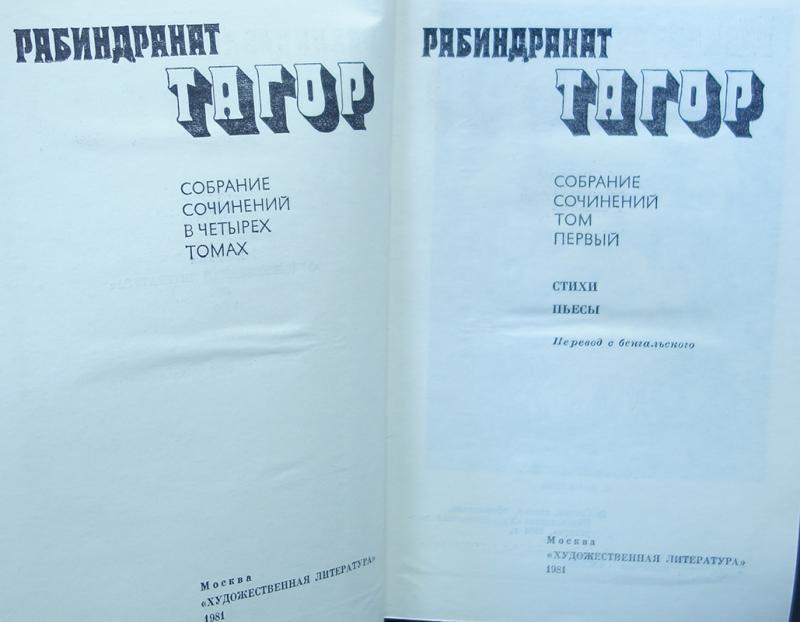 РАБИНДРАНАТ
ТАГОР
СОБРАНИЕ
СОЧИНЕНИЙ
В ЧЕТЫРЕХ
ТОМАХ
Москва
«ХУДОЖЕСТВЕННАЯ ЛИТЕРАТУРА»
1981
РАБИНДРАНАТ
ТАГОР
СОБРАНИЕ
СОЧИНЕНИЙ
ТОМ
ПЕРВЫЙ
СТИХИ
ПЬЕСЫ
Перевод с бенгальского
Москва
«ХУДОЖЕСТВЕННАЯ ЛИТЕРАТУРА»
1981